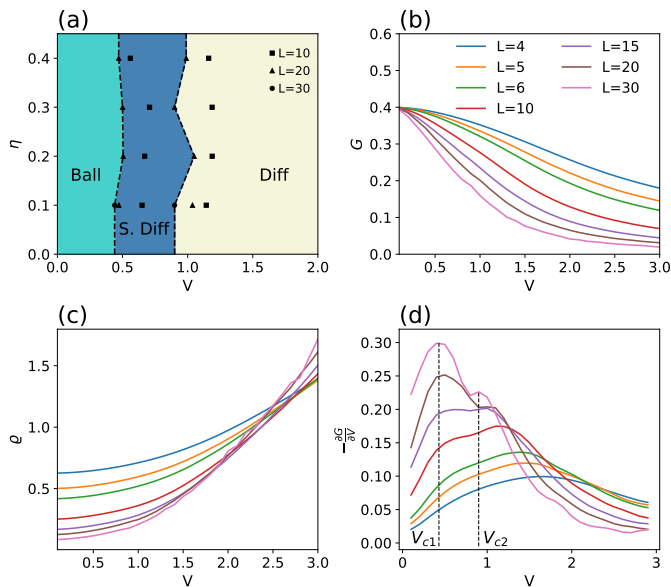 (a)
0.4
0.3
0.2
0.1
0.0
η
L=10
L=20
L=30
Ball
S. Diff
Diff
0.0 0.5 1.0 1.5 2.0
V
(b)
0.6
0.5
0.4
0.3
0.2
0.1
0.0
G
L=4
L=5
L=6
L=10
L=15
L=20
L=30
0.5 1.0 1.5 2.0 2.5 3.0
V
(c)
1.5
1.0
0.5
ϱ
0.5 1.0 1.5 2.0 2.5 3.0
V
(d)
0.30
0.25
0.20
0.15
0.10
0.05
0.00
−∂G/∂V
V_{c1}
V_{c2}
0 1 2 3
V